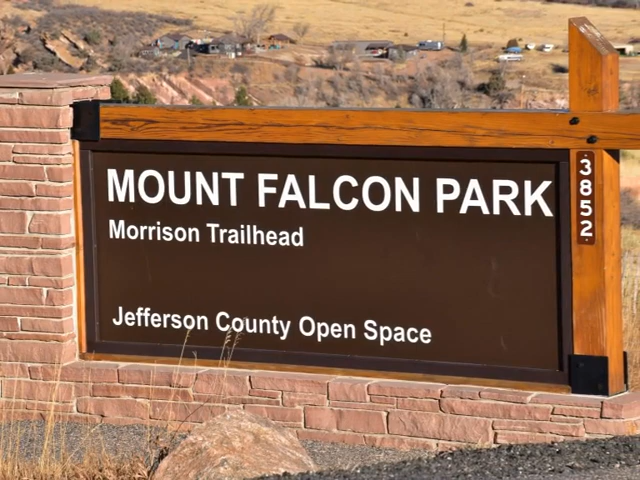 MOUNT FALCON PARK
Morrison Trailhead
Jefferson County Open Space
3852